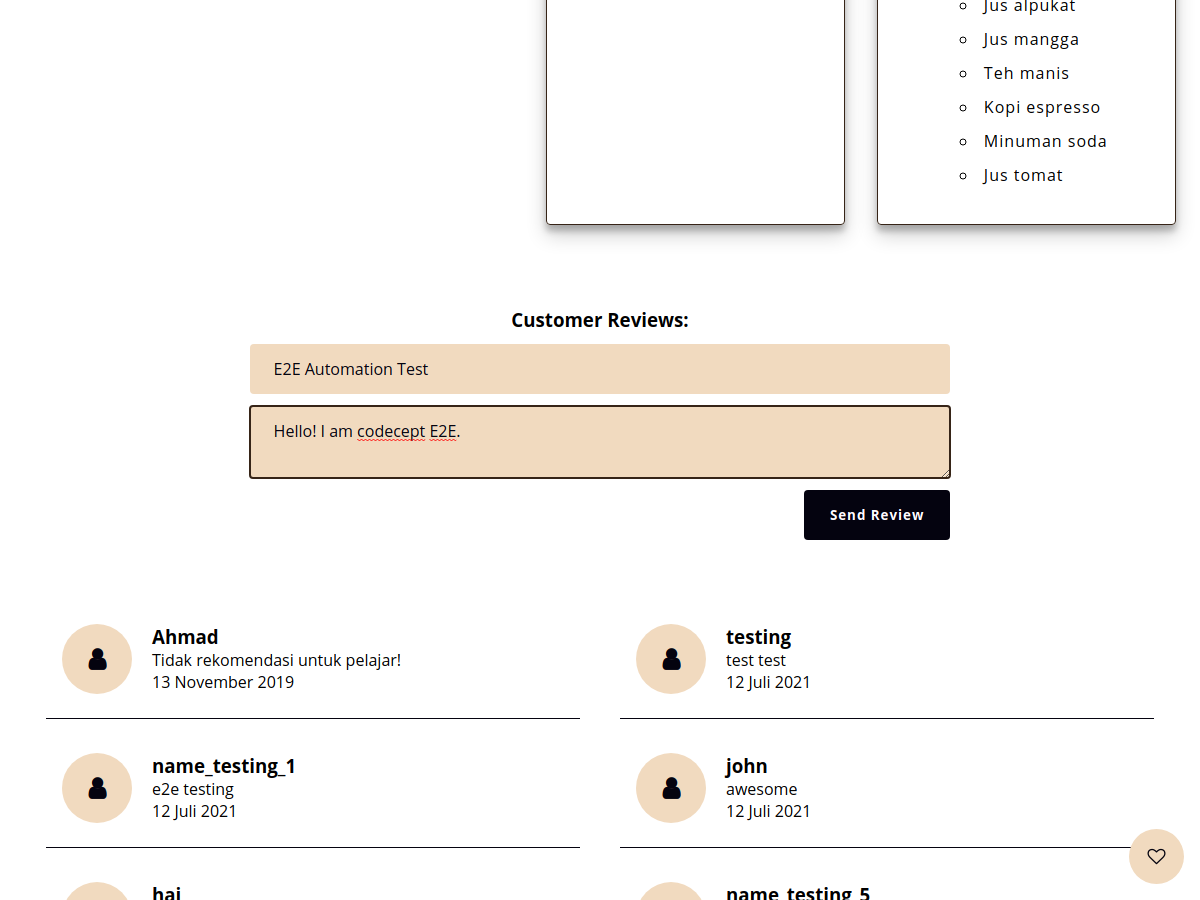 Jus alpukat
Jus mangga
Teh manis
Kopi espresso
Minuman soda
Jus tomat
Customer Reviews:
E2E Automation Test
Hello! I am codecept E2E.
Send Review
Ahmad
Tidak rekomendasi untuk pelajar!
13 November 2019
testing
test test
12 Juli 2021
name_testing_1
e2e testing
12 Juli 2021
john
awesome
12 Juli 2021
hai
name_testing_5